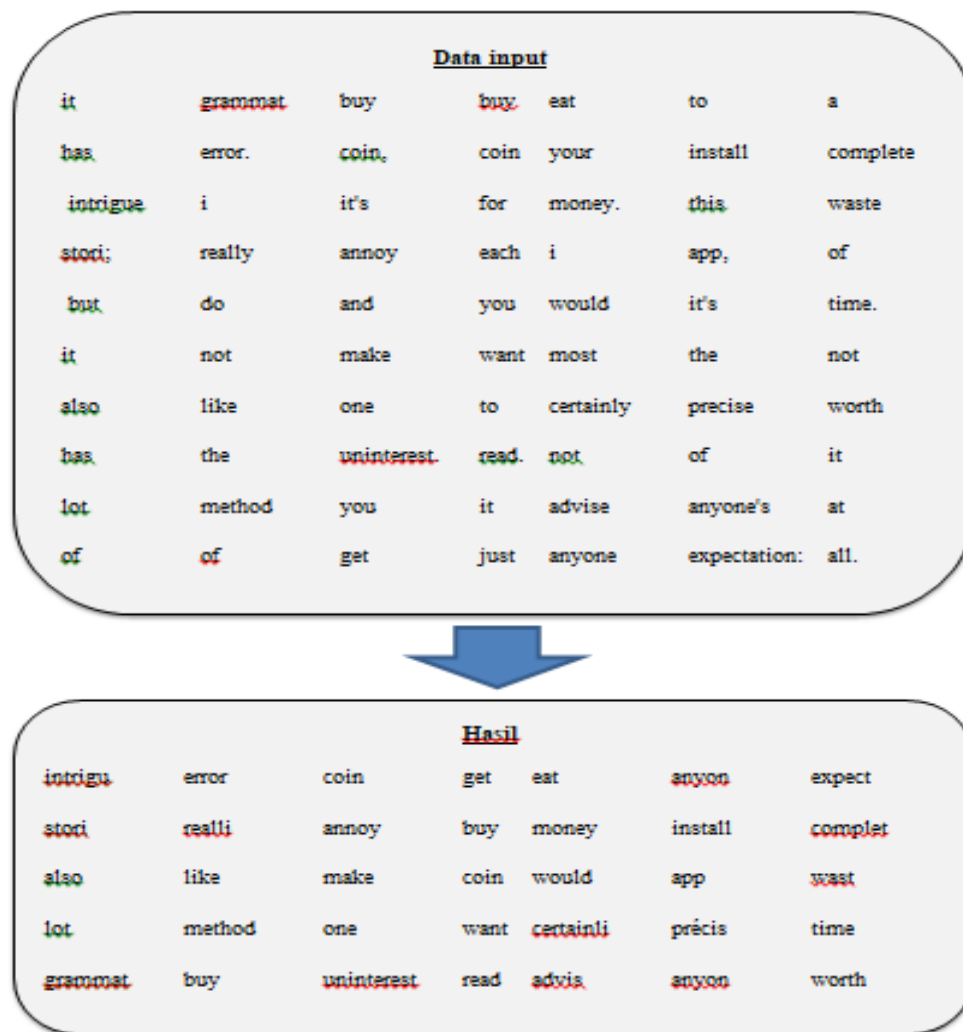 Data input
it grammat buy buy eat to a
has error. coin, coin your install complete
intrigue i it's for money. this waste
stori; really annoy each i app, of
but do and you would it's time.
it not make want most the not
also like one to certainly precise worth
has the uninterest. read. not of it
lot method you it advise anyone's at
of of get just anyone expectation: all.
Hasil
intrigu error coin get eat anyon expect
stori realli annoy buy money install complet
also like make coin would app wast
lot method one want certainli précis time
grammat buy uninterest read advis anyon worth